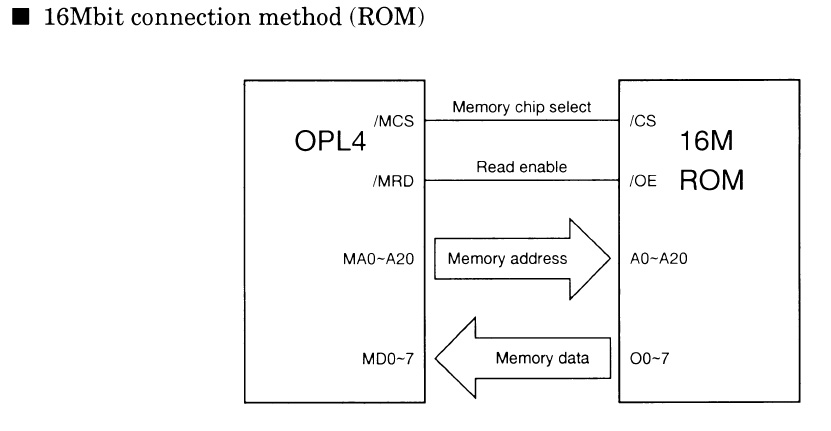 ■ 16Mbit connection method (ROM)
/MCS
Memory chip select
/CS
OPL4
16M
ROM
/MRD
Read enable
/OE
MA0~A20
Memory address
A0~A20
MD0~7
Memory data
O0~7